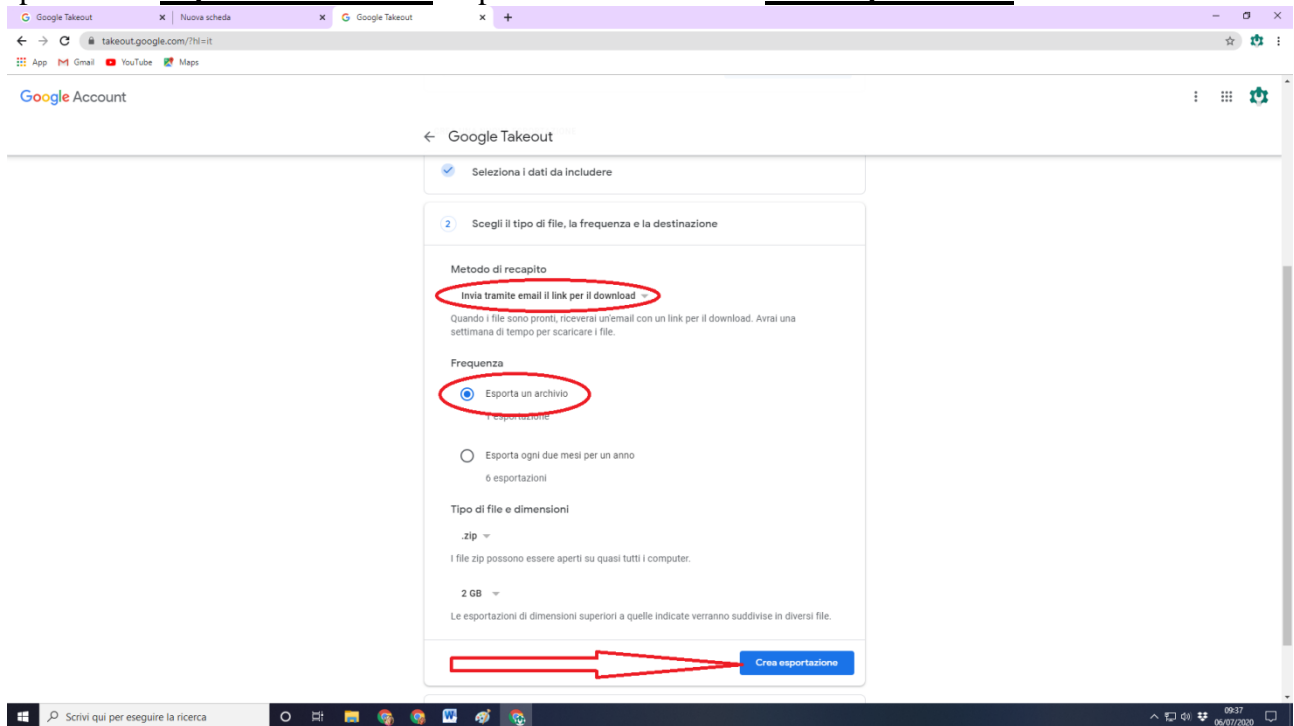 Google Takeout
Nuova scheda
Google Takeout
takeout.google.com/?hl=it
App Gmail YouTube Maps
Google Account
Google Takeout
Seleziona i dati da includere
2 Scegli il tipo di file, la frequenza e la destinazione
Metodo di recapito
Invia tramite email il link per il download
Quando i file sono pronti, riceverai un'email con un link per il download. Avrai una
settimana di tempo per scaricare i file.
Frequenza
Esporta un archivio
1 esportazione
Esporta ogni due mesi per un anno
6 esportazioni
Tipo di file e dimensioni
.zip
I file zip possono essere aperti su quasi tutti i computer.
2 GB
Le esportazioni di dimensioni superiori a quelle indicate verranno suddivise in diversi file.
Crea esportazione
Scrivi qui per eseguire la ricerca
09:37
06/07/2020